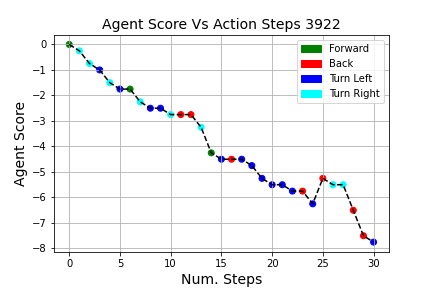 Agent Score Vs Action Steps 3922
Forward
Back
Turn Left
Turn Right
Agent Score
0
−1
−2
−3
−4
−5
−6
−7
−8
0 5 10 15 20 25 30
Num. Steps